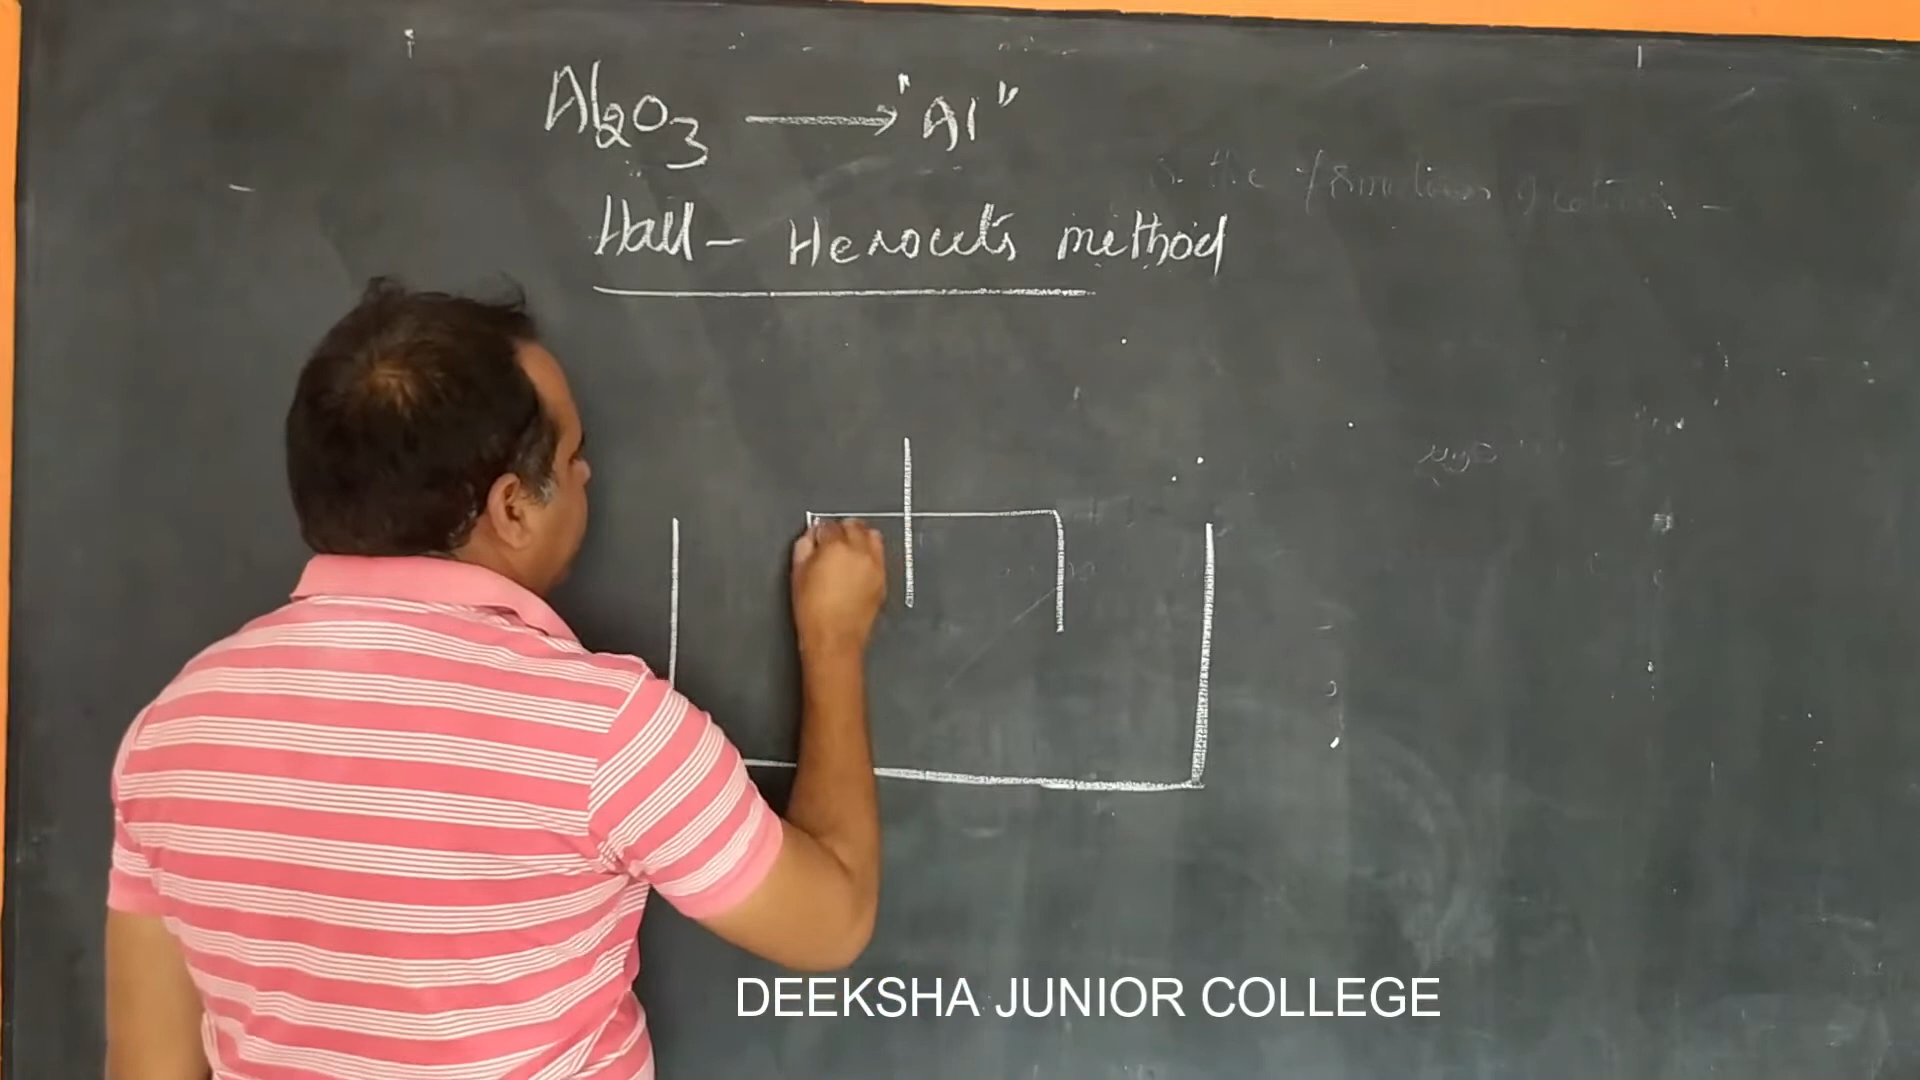 Al2O3 → "Al"
Hall - Heroult's method
DEEKSHA JUNIOR COLLEGE